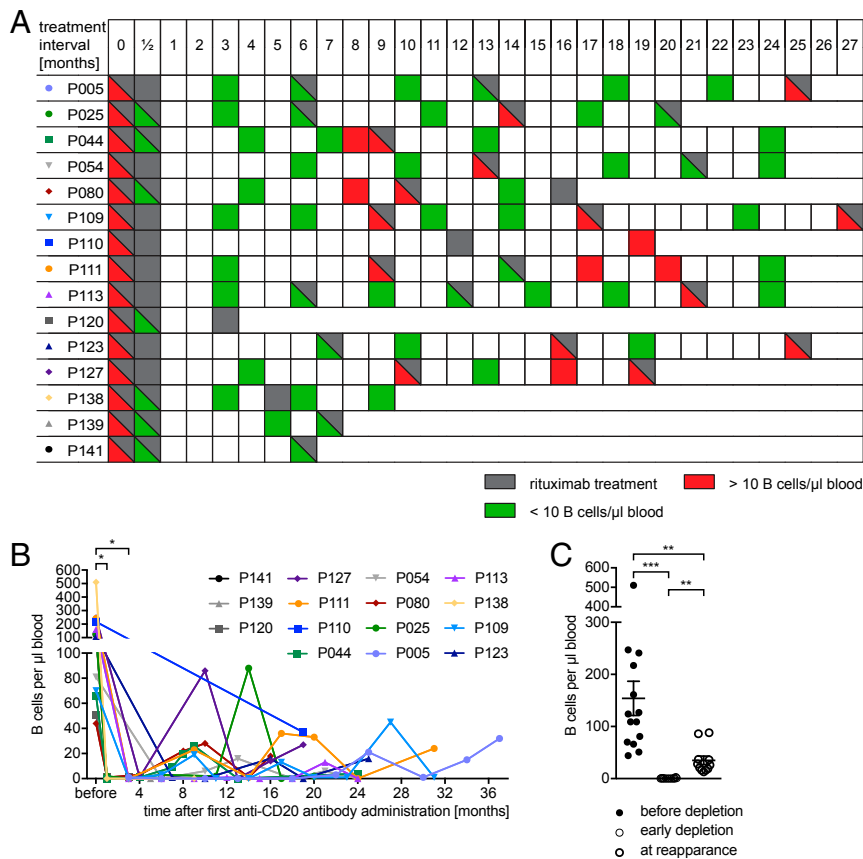 A
treatment interval [months] 0 ½ 1 2 3 4 5 6 7 8 9 10 11 12 13 14 15 16 17 18 19 20 21 22 23 24 25 26 27
P005
P025
P044
P054
P080
P109
P110
P111
P113
P120
P123
P127
P138
P139
P141
rituximab treatment
> 10 B cells/µl blood
< 10 B cells/µl blood
B
*
*
600
500
400
300
200
100
100
80
60
40
20
0
B cells per µl blood
P141 P127 P054 P113
P139 P111 P080 P138
P120 P110 P025 P109
P044 P005 P123
before 4 8 12 16 20 24 28 32 36
time after first anti-CD20 antibody administration [months]
C
**
*** **
600
500
400
300
200
100
0
B cells per µl blood
before depletion
early depletion
at reapparance